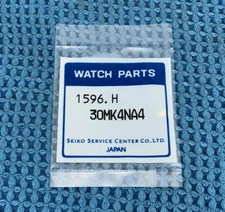 WATCH PARTS
1596.H
30MK4NA4
SEIKO SERVICE CENTER CO.,LTD.
JAPAN